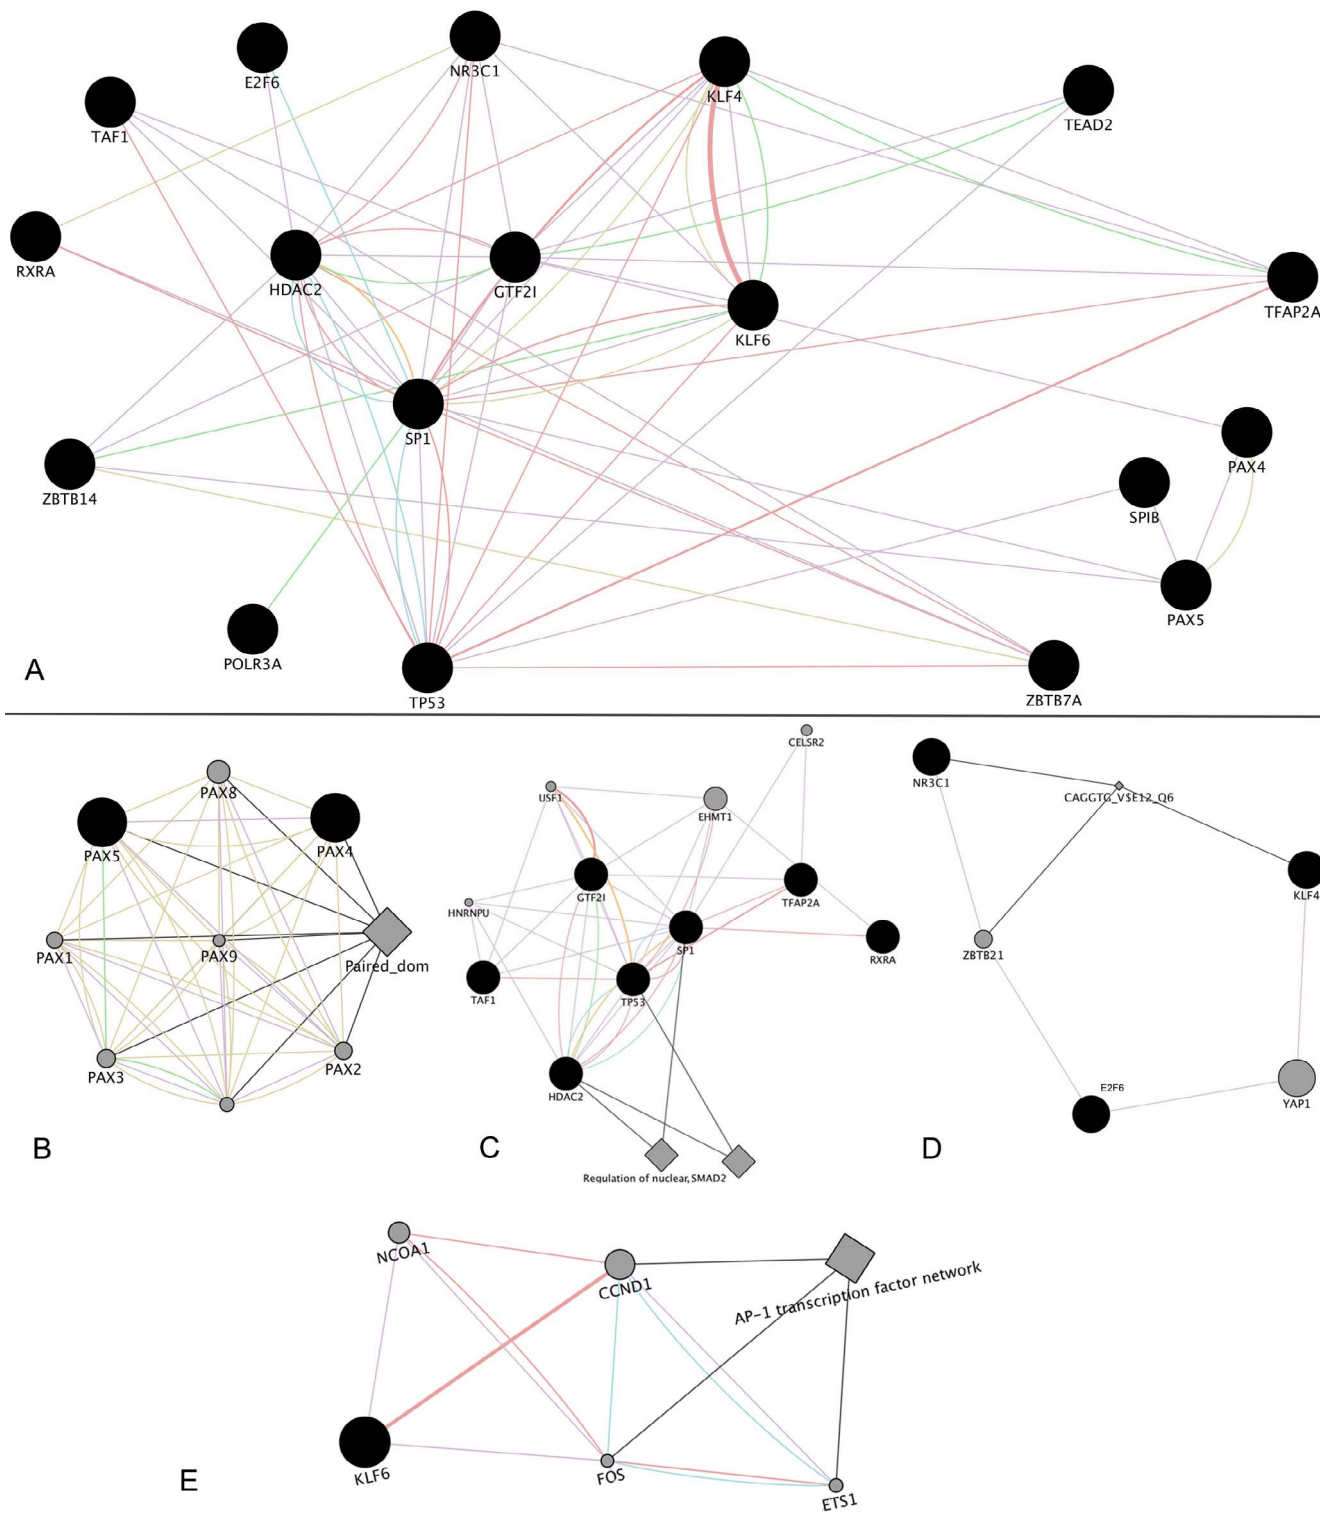 E2F6
NR3C1
KLF4
TEAD2
TAF1
RXRA
HDAC2
GTF2I
KLF6
TFAP2A
SP1
PAX4
ZBTB14
SPIB
PAX5
POLR3A
TP53
ZBTB7A
A
PAX8
PAX5
PAX4
PAX1
PAX9
Paired_dom
PAX3
PAX2
B
CELSR2
USF1
EHMT1
GTF2I
TFAP2A
HNRNPU
SP1
RXRA
TAF1
TP53
HDAC2
C
Regulation of nuclear,SMAD2
NR3C1
CAGGTG_V$E12_Q6
KLF4
ZBTB21
E2F6
YAP1
D
NCOA1
CCND1
AP-1 transcription factor network
KLF6
FOS
ETS1
E